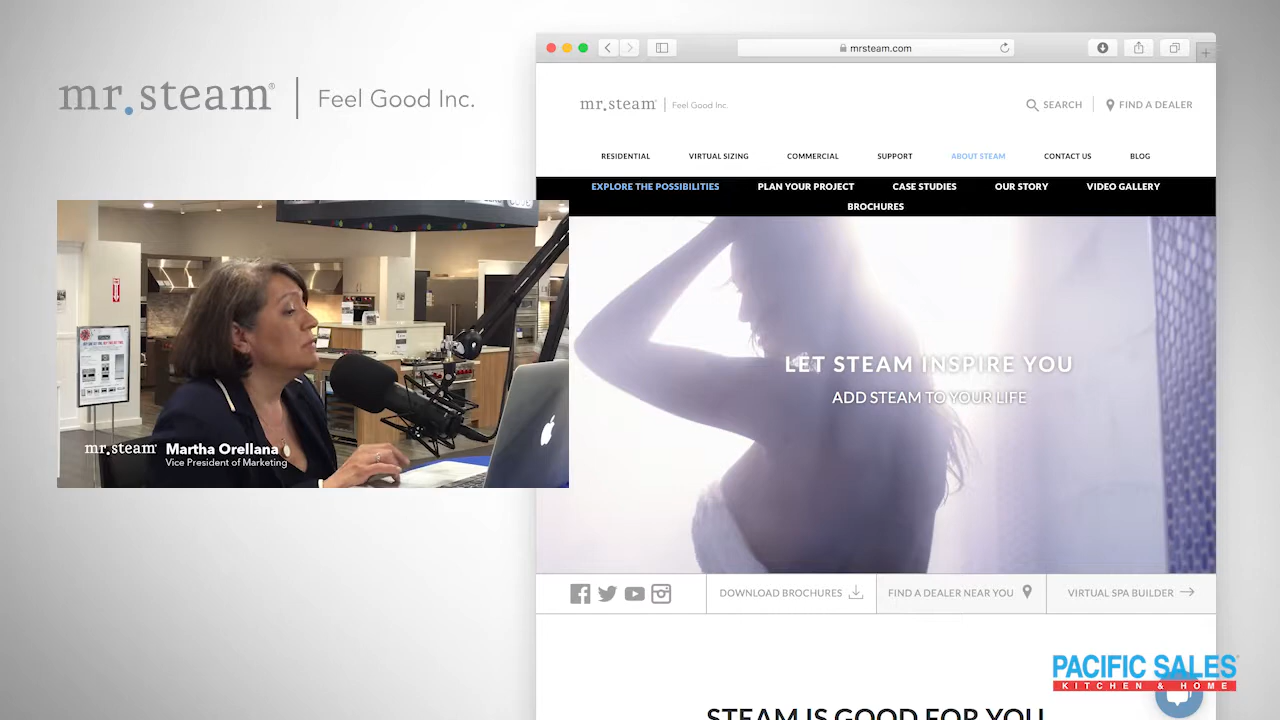 mr.steam® | Feel Good Inc.
mrsteam.com
mr.steam® | Feel Good Inc.
SEARCH
FIND A DEALER
RESIDENTIAL VIRTUAL SIZING COMMERCIAL SUPPORT ABOUT STEAM CONTACT US BLOG
EXPLORE THE POSSIBILITIES PLAN YOUR PROJECT CASE STUDIES OUR STORY VIDEO GALLERY
BROCHURES
LET STEAM INSPIRE YOU
ADD STEAM TO YOUR LIFE
mr.steam®
Martha Orellana
Vice President of Marketing
DOWNLOAD BROCHURES
FIND A DEALER NEAR YOU
VIRTUAL SPA BUILDER
STEAM IS GOOD FOR YOU
PACIFIC SALES
KITCHEN & HOME